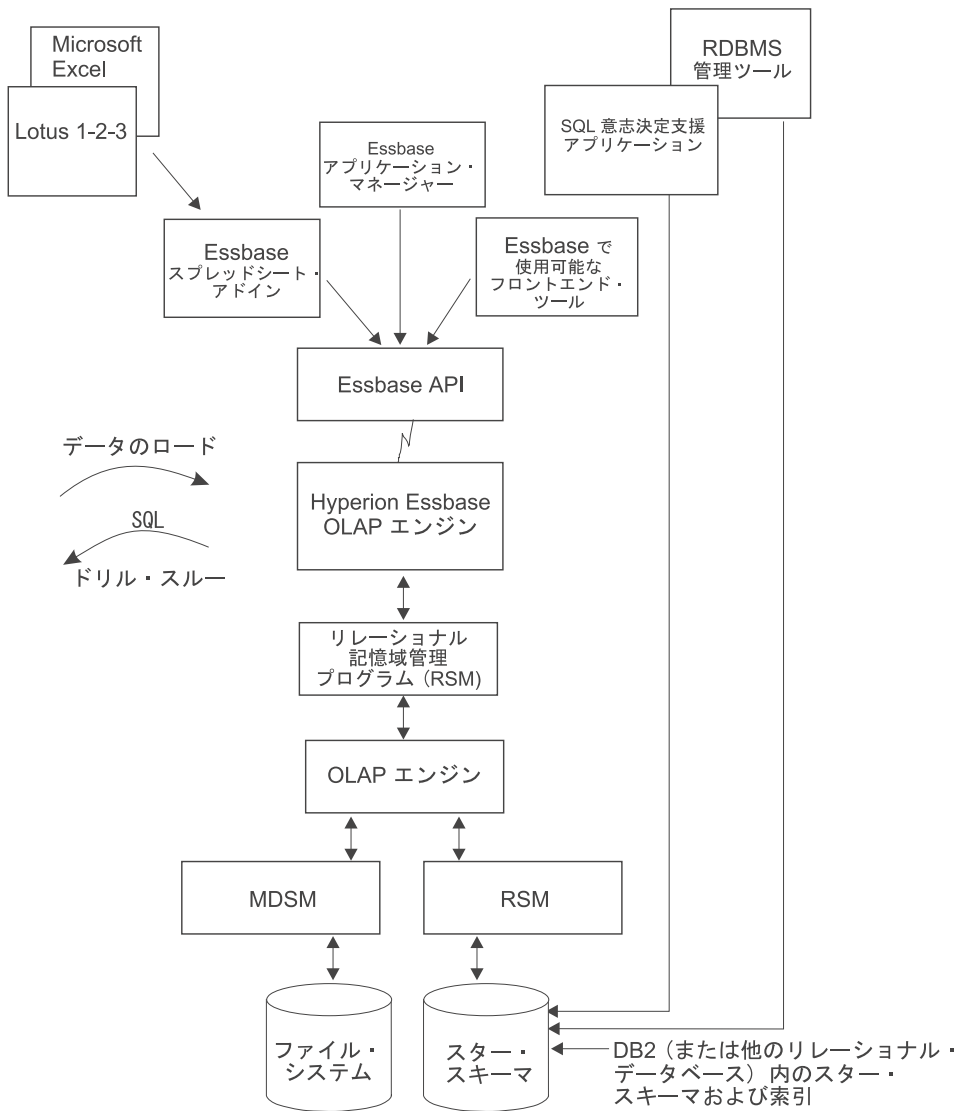 Microsoft
Excel
Lotus 1-2-3
RDBMS
管理ツール
SQL 意志決定支援
アプリケーション
Essbase
アプリケーション・
マネージャー
Essbase
スプレッドシート・
アドイン
Essbase で
使用可能な
フロントエンド・
ツール
Essbase API
データのロード
SQL
ドリル・スルー
Hyperion Essbase
OLAP エンジン
リレーショナル
記憶域管理
プログラム (RSM)
OLAP エンジン
MDSM
RSM
ファイル・
システム
スター・
スキーマ
DB2 (または他のリレーショナル・
データベース) 内のスター・
スキーマおよび索引